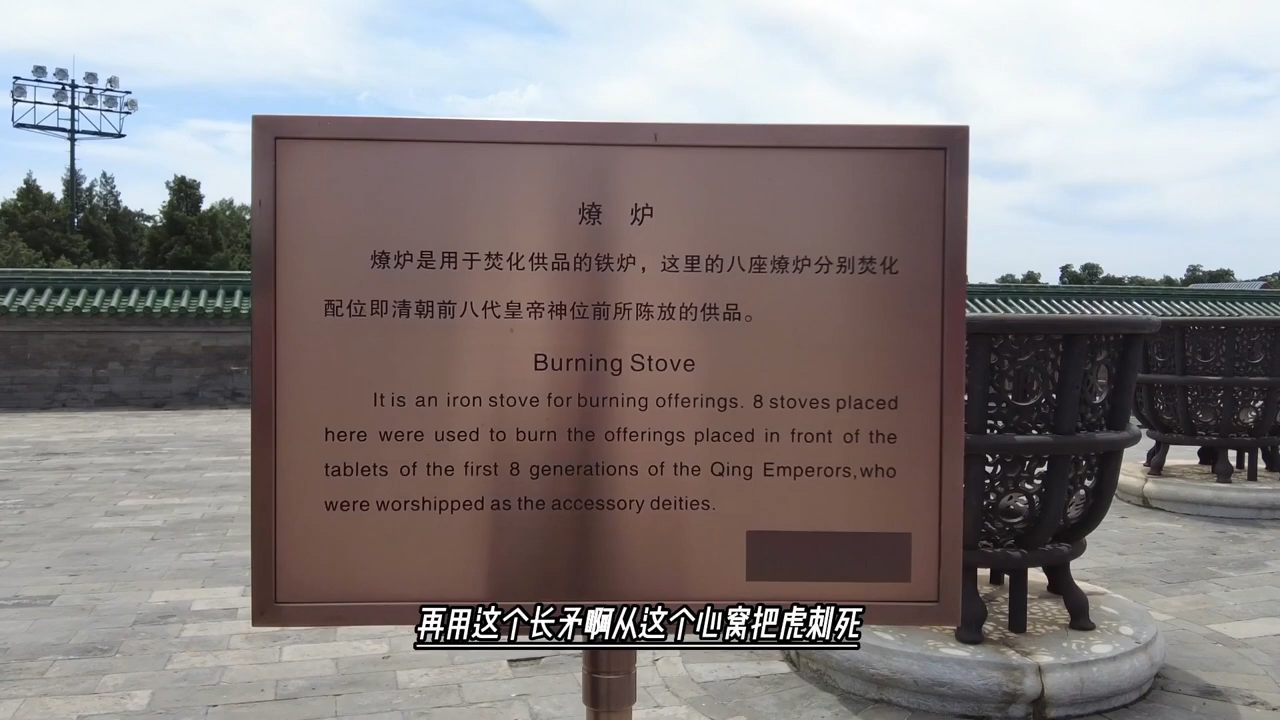 燎 炉
燎炉是用于焚化供品的铁炉，这里的八座燎炉分别焚化
配位即清朝前八代皇帝神位前所陈放的供品。
Burning Stove
It is an iron stove for burning offerings. 8 stoves placed
here were used to burn the offerings placed in front of the
tablets of the first 8 generations of the Qing Emperors,who
were worshipped as the accessory deities.
再用这个长矛啊从这个心窝把虎刺死